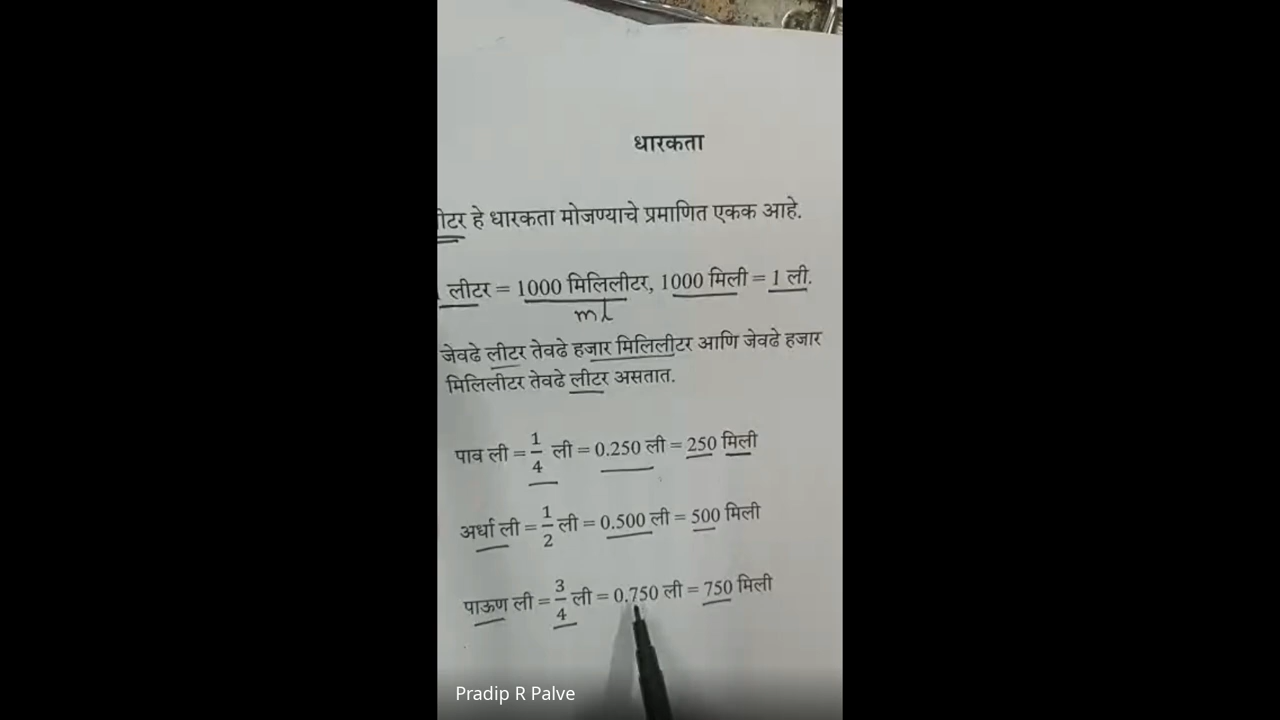 धारकता
लीटर हे धारकता मोजण्याचे प्रमाणित एकक आहे.
लीटर = 1000 मिलिलीटर, 1000 मिली = 1 ली.
ml
जेवढे लीटर तेवढे हजार मिलिलीटर आणि जेवढे हजार
मिलिलीटर तेवढे लीटर असतात.
पाव ली = 1/4 ली = 0.250 ली = 250 मिली
अर्धा ली = 1/2 ली = 0.500 ली = 500 मिली
पाऊण ली = 3/4 ली = 0.750 ली = 750 मिली
Pradip R Palve